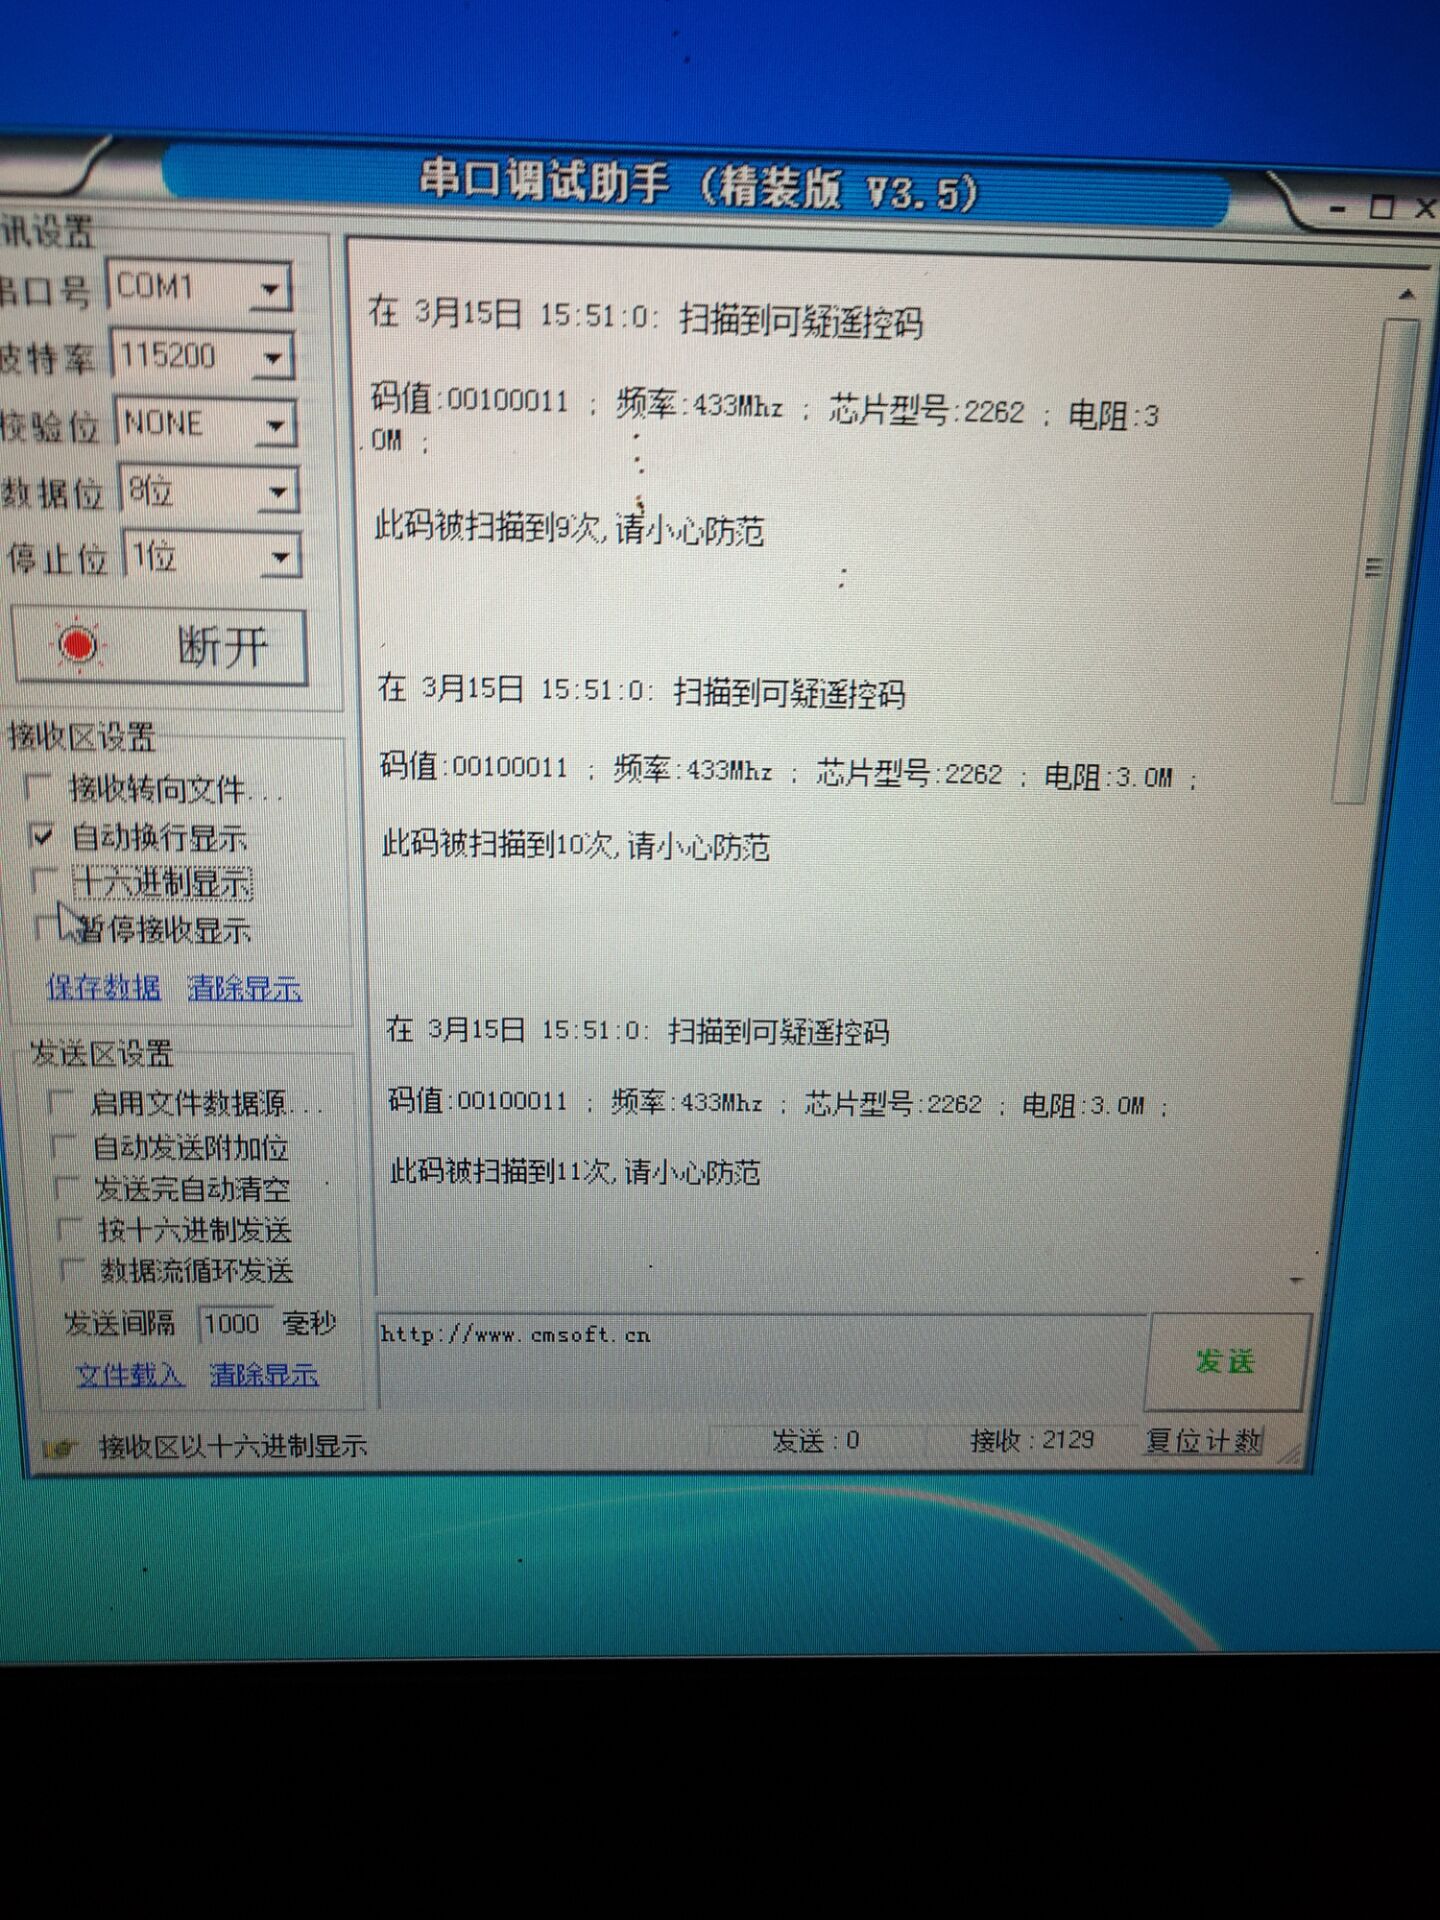 串口调试助手 (精装版 V3.5)
讯设置
串口号 COM1
波特率 115200
校验位 NONE
数据位 8位
停止位 1位
断开
接收区设置
接收转向文件...
自动换行显示
十六进制显示
暂停接收显示
保存数据 清除显示
发送区设置
启用文件数据源...
自动发送附加位
发送完自动清空
按十六进制发送
数据流循环发送
发送间隔 1000 毫秒
文件载入 清除显示
在 3月15日 15:51:0: 扫描到可疑遥控码
码值:00100011 ; 频率:433Mhz ; 芯片型号:2262 ; 电阻:3
.0M ;
此码被扫描到9次,请小心防范
在 3月15日 15:51:0: 扫描到可疑遥控码
码值:00100011 ; 频率:433Mhz ; 芯片型号:2262 ; 电阻:3.0M ;
此码被扫描到10次,请小心防范
在 3月15日 15:51:0: 扫描到可疑遥控码
码值:00100011 ; 频率:433Mhz ; 芯片型号:2262 ; 电阻:3.0M ;
此码被扫描到11次,请小心防范
http://www.cmsoft.cn
发送
接收区以十六进制显示 发送:0 接收:2129 复位计数